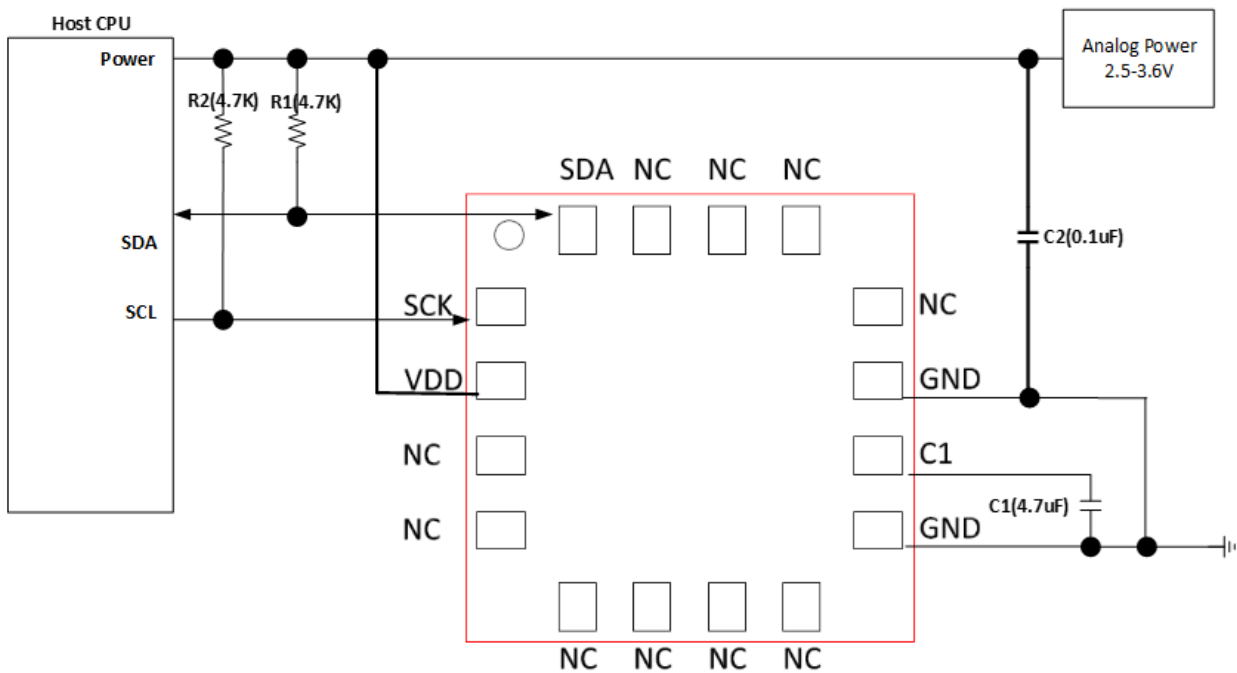 Host CPU
Power
Analog Power
2.5-3.6V
R2(4.7K)
R1(4.7K)
SDA NC NC NC
SDA
C2(0.1uF)
SCL
SCK
NC
VDD
GND
NC
C1
C1(4.7uF)
NC
GND
NC NC NC NC